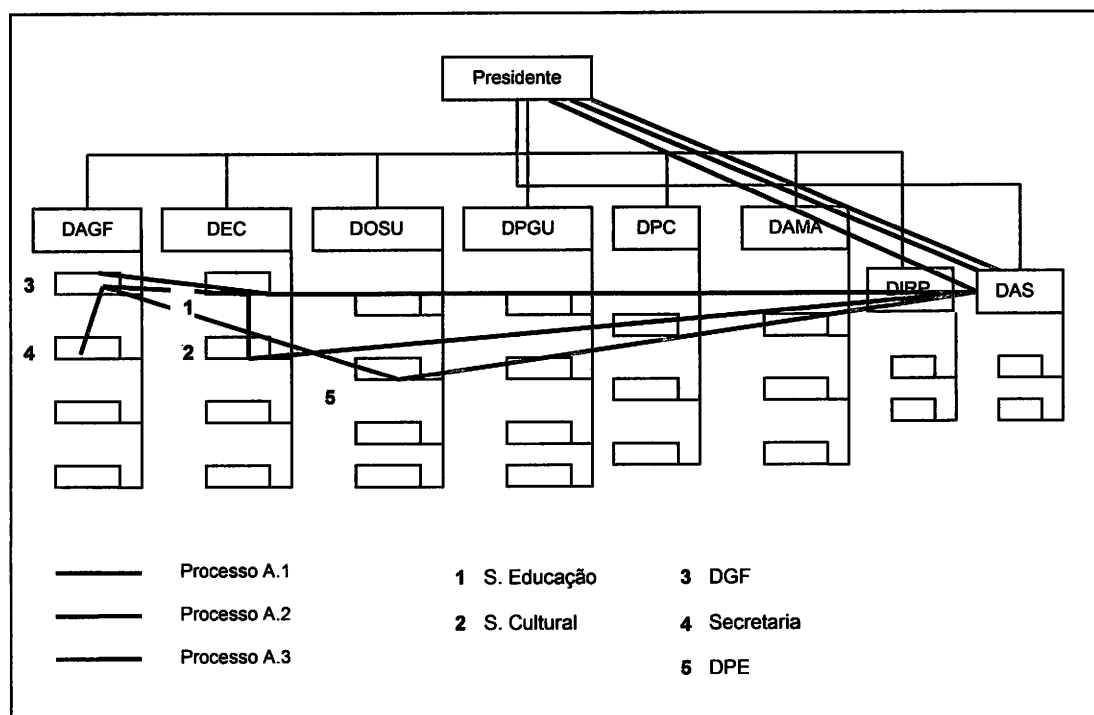 Presidente
DAGF DEC DOSU DPGU DPC DAMA
DIRP DAS
3
1
4 2
5
Processo A.1 1 S. Educação 3 DGF
Processo A.2 2 S. Cultural 4 Secretaria
Processo A.3 5 DPE